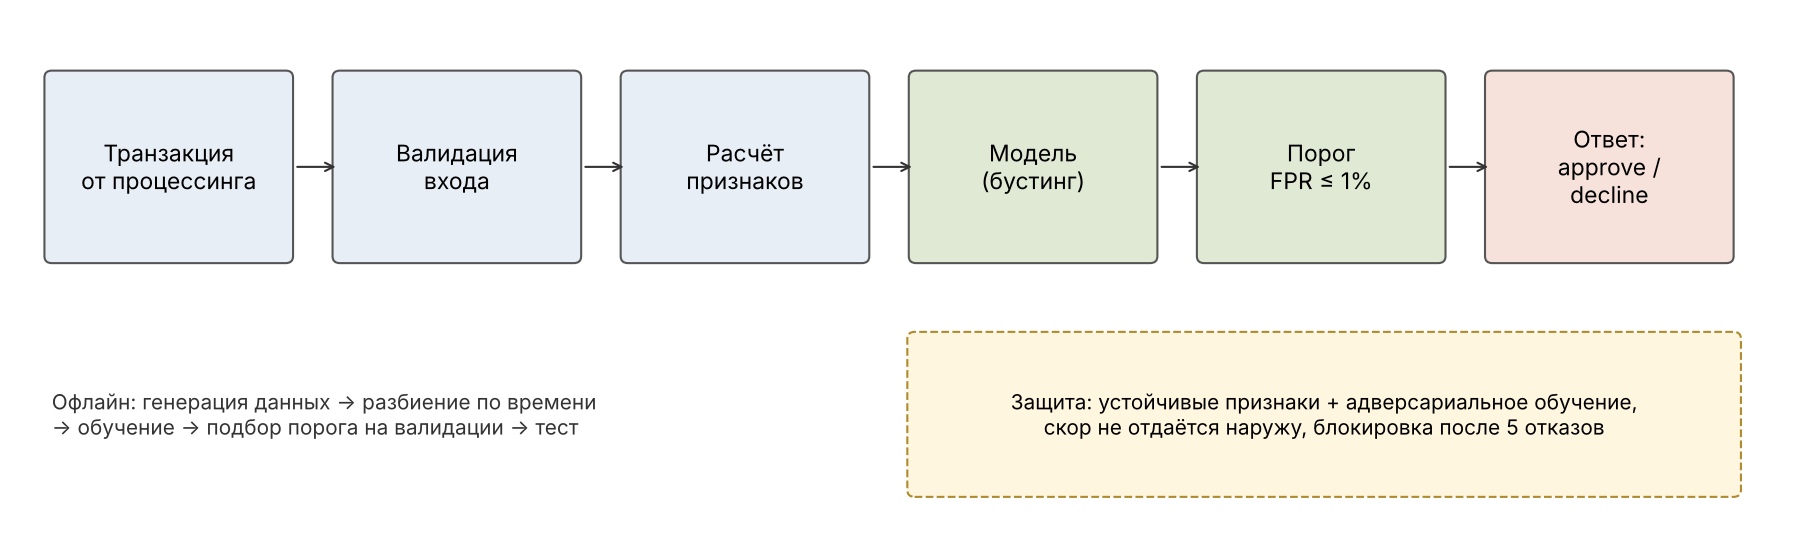 Транзакция
от процессинга
Валидация
входа
Расчёт
признаков
Модель
(бустинг)
Порог
FPR ≤ 1%
Ответ:
approve /
decline
Офлайн: генерация данных → разбиение по времени
→ обучение → подбор порога на валидации → тест
Защита: устойчивые признаки + адверсариальное обучение,
скор не отдаётся наружу, блокировка после 5 отказов